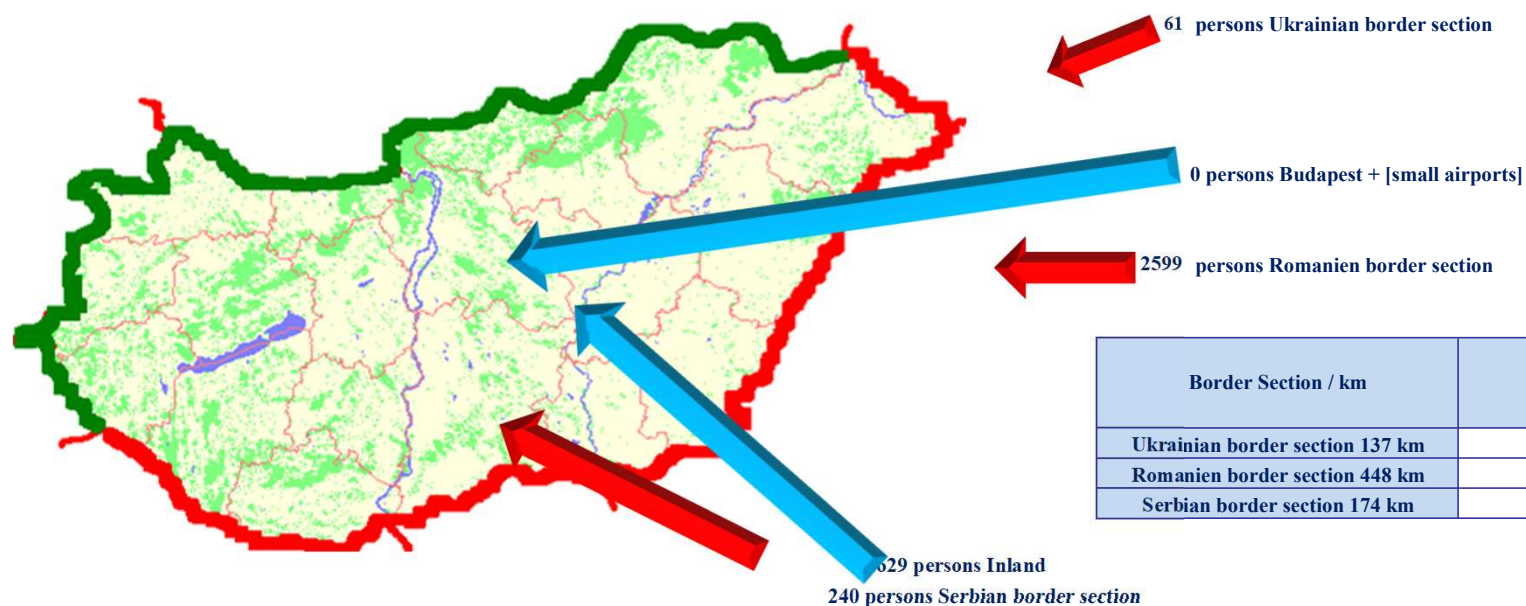 61 persons Ukrainian border section
0 persons Budapest + [small airports]
2599 persons Romanien border section
Border Section / km
Ukrainian border section 137 km
Romanien border section 448 km
Serbian border section 174 km
629 persons Inland
240 persons Serbian border section